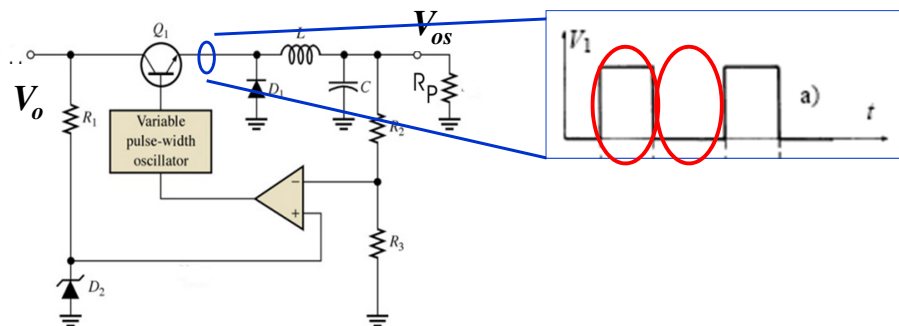 Q1
Vos
Vo
L
D1
C
RP
R1
Variable
pulse-width
oscillator
R2
−
+
R3
D2
V1
a)
t